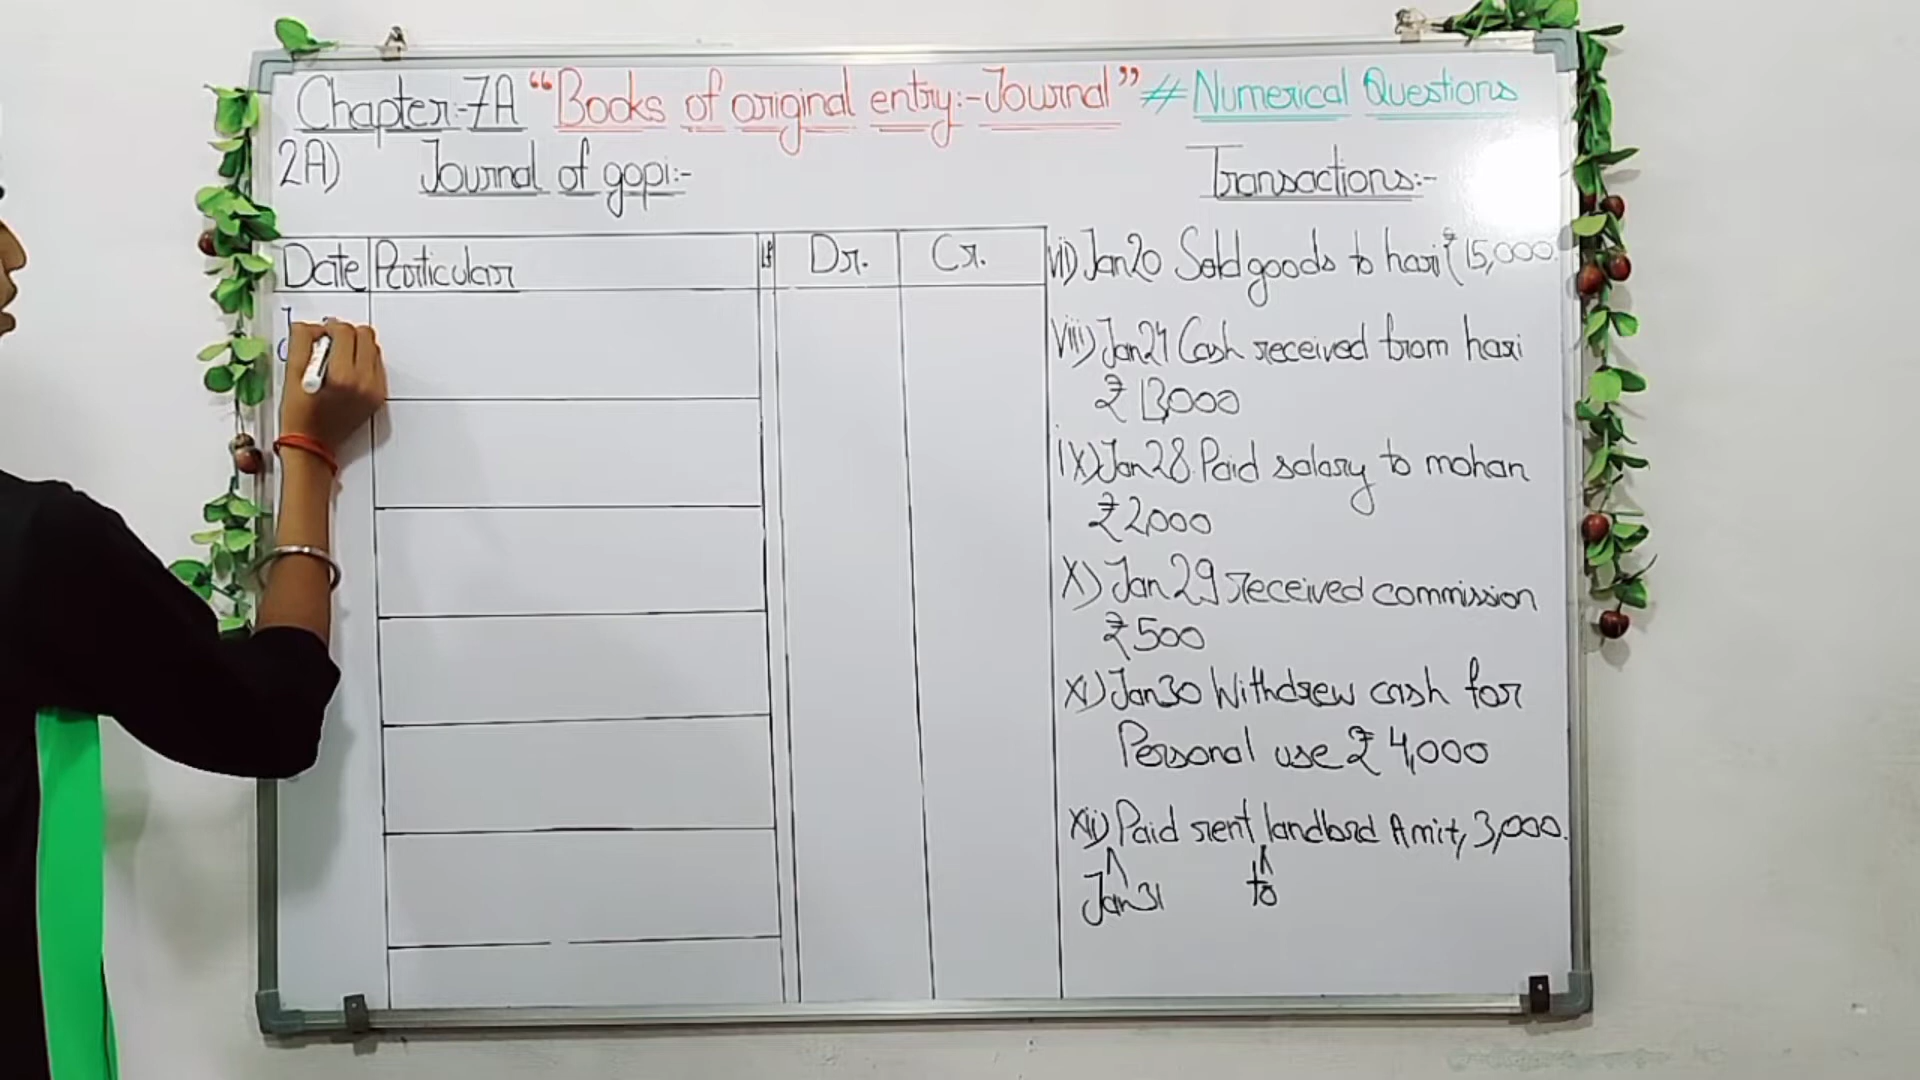 Chapter:-7A "Books of original entry:-Journal" # Numerical Questions
2A) Journal of gopi:-
Transactions:-
Date Particular Lf Dr. Cr.
vii) Jan20 Sold goods to hari ₹15,000.
viii) Jan24 Cash received from hari
₹13,000
ix) Jan28 Paid salary to mohan
₹2,000
x) Jan29 received commission
₹500
xi) Jan30 Withdrew cash for
Personal use ₹4,000
xii) Paid rent landlord Amit, 3,000.
Jan31 to